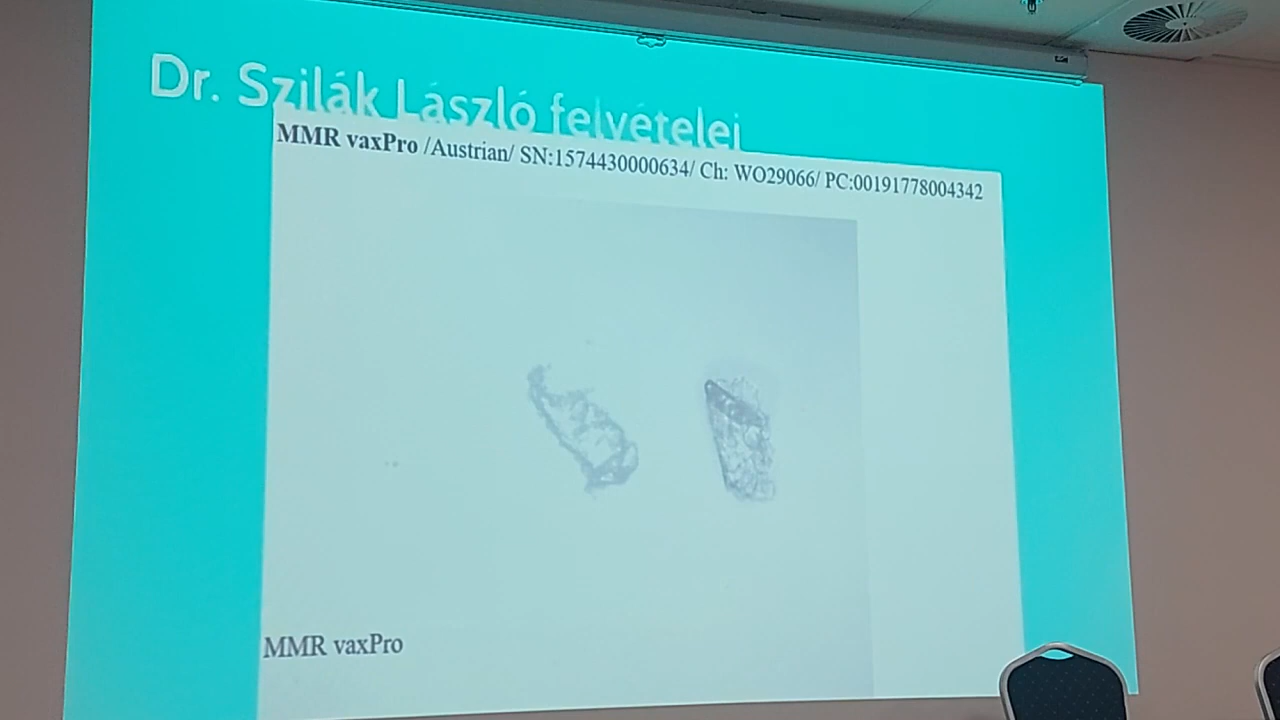 Dr. Szilák László felvételei
MMR vaxPro /Austrian/ SN:1574430000634/ Ch: WO29066/ PC:00191778004342
MMR vaxPro